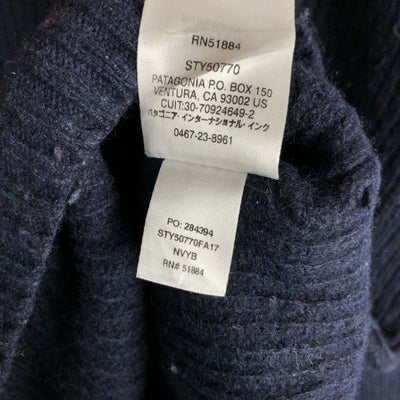 RN51884
STY50770
PATAGONIA P.O. BOX 150
VENTURA, CA 93002 US
CUIT:30-70924649-2
パタゴニア・インターナショナル・インク
0467-23-8961
PO: 284394
STY50770FA17
NVYB
RN# 51884